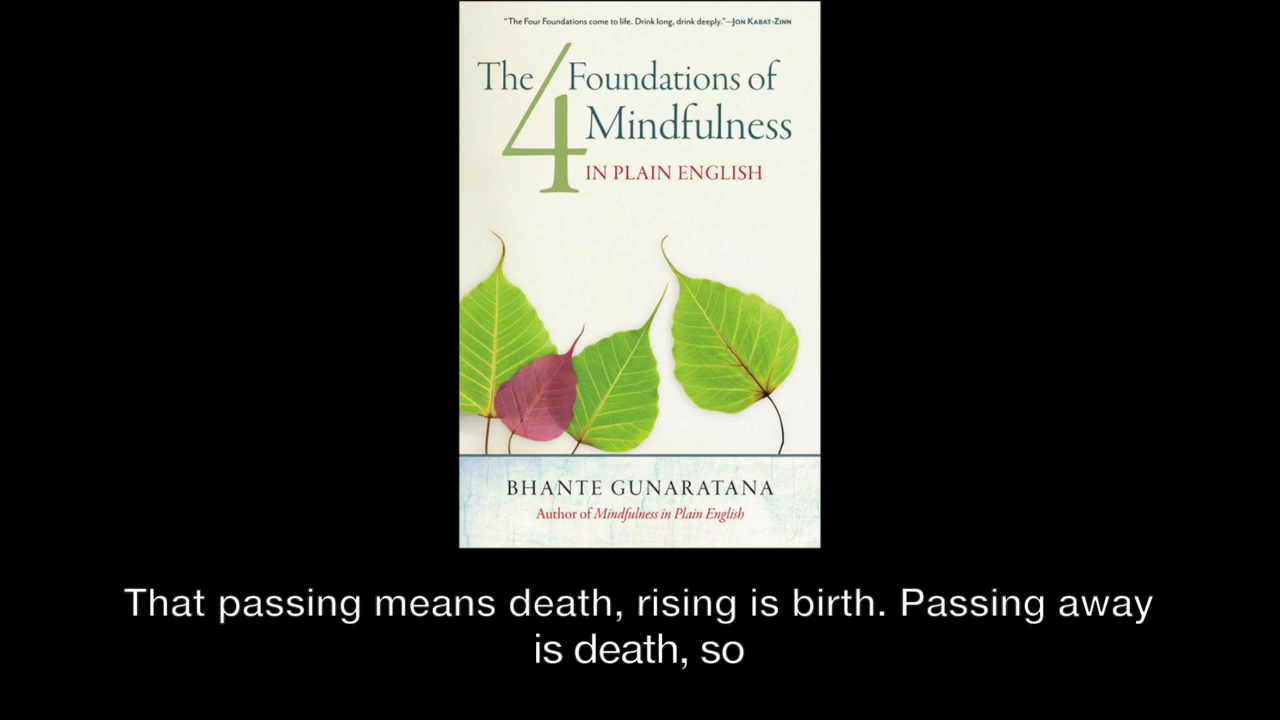 "The Four Foundations come to life. Drink long, drink deeply."—JON KABAT-ZINN
The 4 Foundations of
Mindfulness
IN PLAIN ENGLISH
BHANTE GUNARATANA
Author of Mindfulness in Plain English
That passing means death, rising is birth. Passing away
is death, so